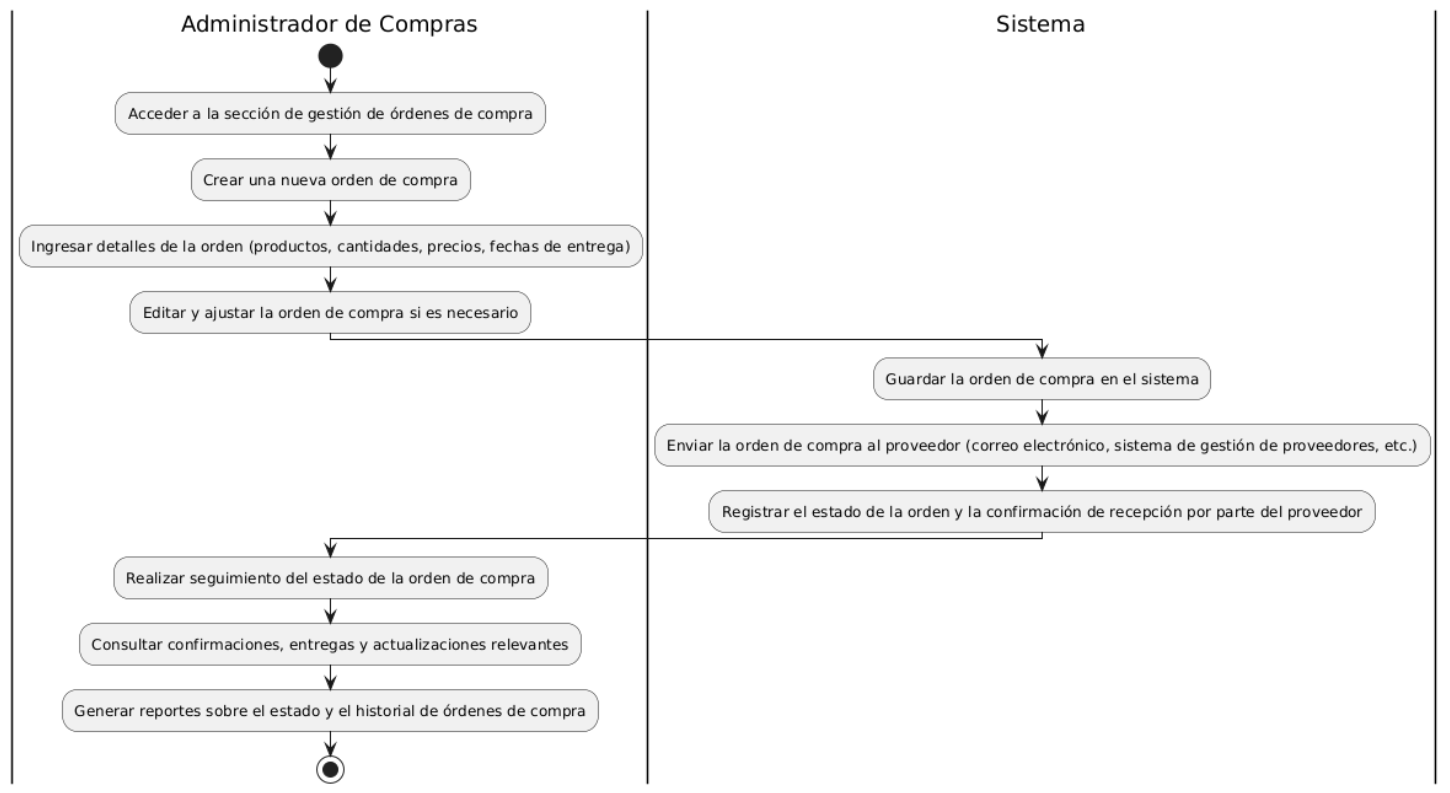 Administrador de Compras
Sistema
Acceder a la sección de gestión de órdenes de compra
Crear una nueva orden de compra
Ingresar detalles de la orden (productos, cantidades, precios, fechas de entrega)
Editar y ajustar la orden de compra si es necesario
Guardar la orden de compra en el sistema
Enviar la orden de compra al proveedor (correo electrónico, sistema de gestión de proveedores, etc.)
Registrar el estado de la orden y la confirmación de recepción por parte del proveedor
Realizar seguimiento del estado de la orden de compra
Consultar confirmaciones, entregas y actualizaciones relevantes
Generar reportes sobre el estado y el historial de órdenes de compra